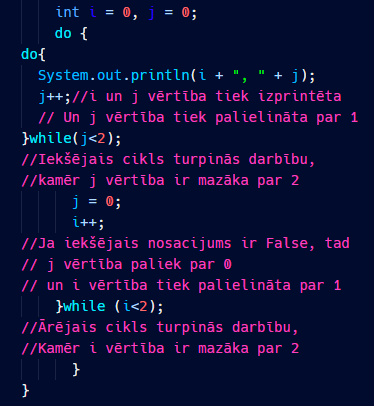 int i = 0, j = 0;
do {
do{
System.out.println(i + ", " + j);
j++;//i un j vērtība tiek izprintēta
// Un j vērtība tiek palielināta par 1
}while(j<2);
//Iekšējais cikls turpinās darbību,
//kamēr j vērtība ir mazāka par 2
j = 0;
i++;
//Ja iekšējais nosacijums ir False, tad
// j vērtība paliek par 0
// un i vērtība tiek palielināta par 1
}while (i<2);
//Ārējais cikls turpinās darbību,
//Kamēr i vērtība ir mazāka par 2
}
}